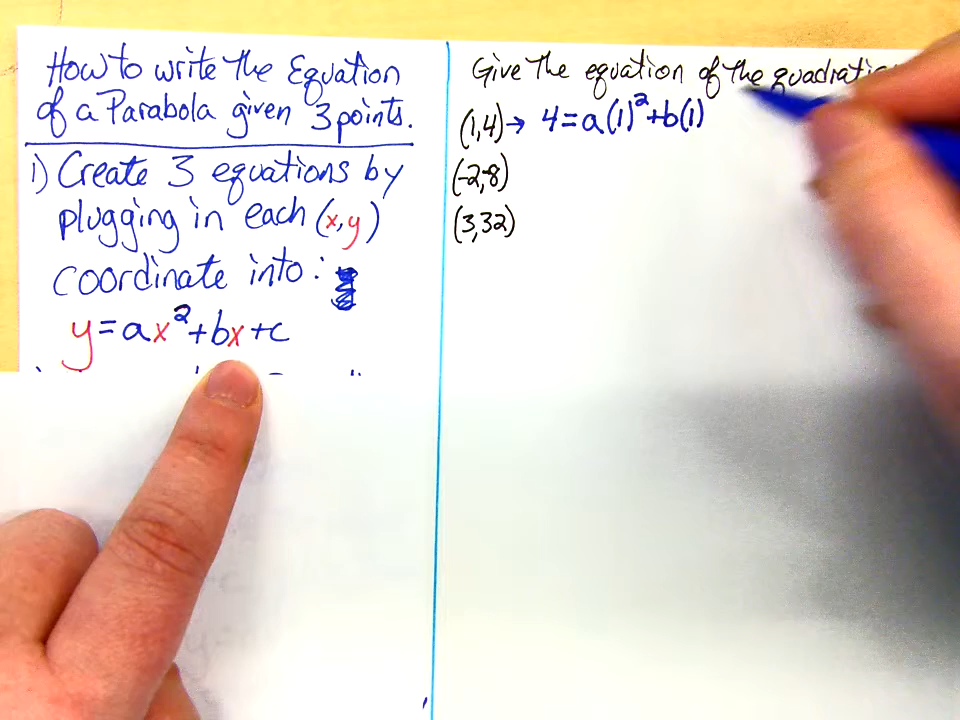 How to write the Equation
of a Parabola given 3 points.
1) Create 3 equations by
plugging in each (x,y)
coordinate into:
y=ax²+bx+c
Give the equation of the quadratic
(1,4)→ 4=a(1)²+b(1)
(-2,-8)
(3,32)